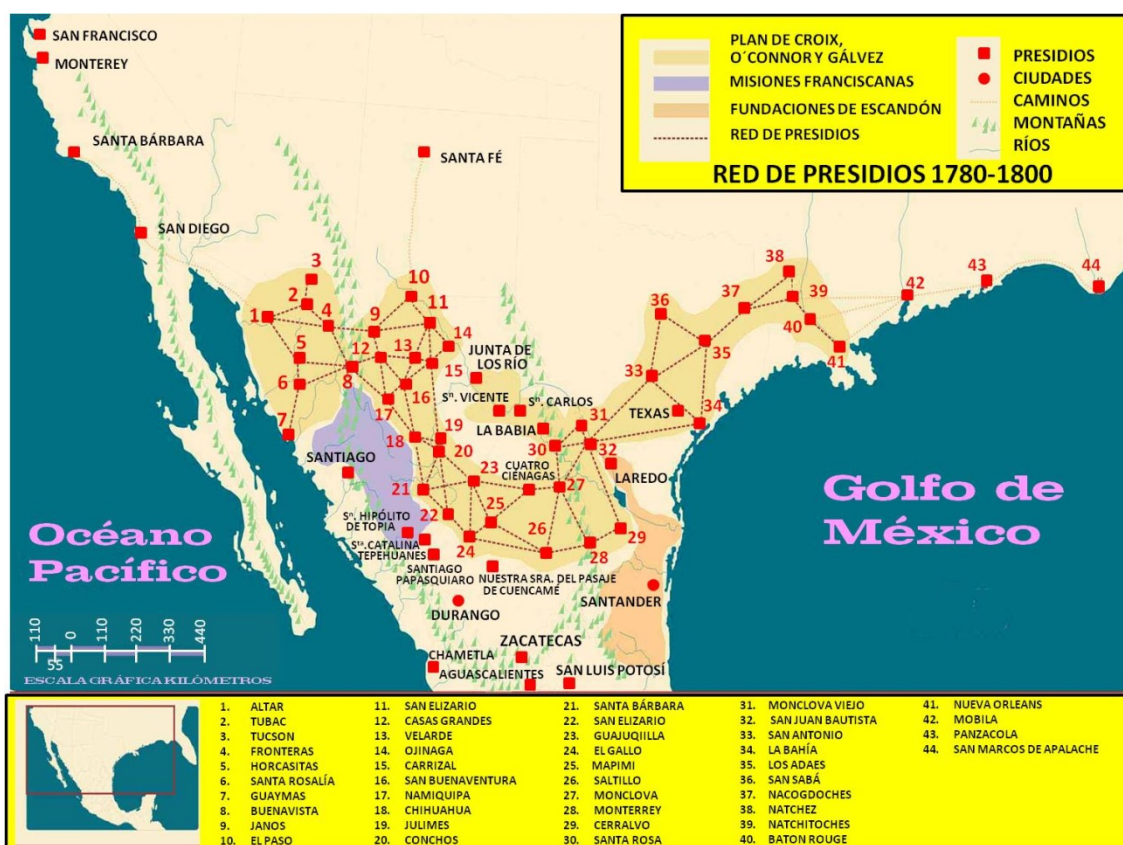 SAN FRANCISCO
MONTEREY
SANTA BÁRBARA
SAN DIEGO
SANTA FÉ
PLAN DE CROIX,
O´CONNOR Y GÁLVEZ
MISIONES FRANCISCANAS
FUNDACIONES DE ESCANDÓN
RED DE PRESIDIOS
PRESIDIOS
CIUDADES
CAMINOS
MONTAÑAS
RÍOS
RED DE PRESIDIOS 1780-1800
1
2
3
4
5
6
7
8
9
10
11
12
13
14
15
16
17
18
19
20
21
22
23
24
25
26
27
28
29
30
31
32
33
34
35
36
37
38
39
40
41
42
43
44
JUNTA DE
LOS RÍO
Sⁿ. VICENTE
Sⁿ. CARLOS
LA BABIA
TEXAS
LAREDO
CUATRO
CIÉNAGAS
SANTIAGO
Sⁿ. HIPÓLITO
DE TOPIA
Sᵗᵃ. CATALINA
TEPEHUANES
SANTIAGO
PAPASQUIARO
NUESTRA SRA. DEL PASAJE
DE CUENCAMÉ
SANTANDER
DURANGO
ZACATECAS
CHAMETLA
AGUASCALIENTES
SAN LUIS POTOSÍ
Océano
Pacífico
Golfo de
México
110
55
0
110
220
330
440
ESCALA GRÁFICA KILÓMETROS
1. ALTAR
2. TUBAC
3. TUCSON
4. FRONTERAS
5. HORCASITAS
6. SANTA ROSALÍA
7. GUAYMAS
8. BUENAVISTA
9. JANOS
10. EL PASO
11. SAN ELIZARIO
12. CASAS GRANDES
13. VELARDE
14. OJINAGA
15. CARRIZAL
16. SAN BUENAVENTURA
17. NAMIQUIPA
18. CHIHUAHUA
19. JULIMES
20. CONCHOS
21. SANTA BÁRBARA
22. SAN ELIZARIO
23. GUAJUQIILLA
24. EL GALLO
25. MAPIMI
26. SALTILLO
27. MONCLOVA
28. MONTERREY
29. CERRALVO
30. SANTA ROSA
31. MONCLOVA VIEJO
32. SAN JUAN BAUTISTA
33. SAN ANTONIO
34. LA BAHÍA
35. LOS ADAES
36. SAN SABÁ
37. NACOGDOCHES
38. NATCHEZ
39. NATCHITOCHES
40. BATON ROUGE
41. NUEVA ORLEANS
42. MOBILA
43. PANZACOLA
44. SAN MARCOS DE APALACHE